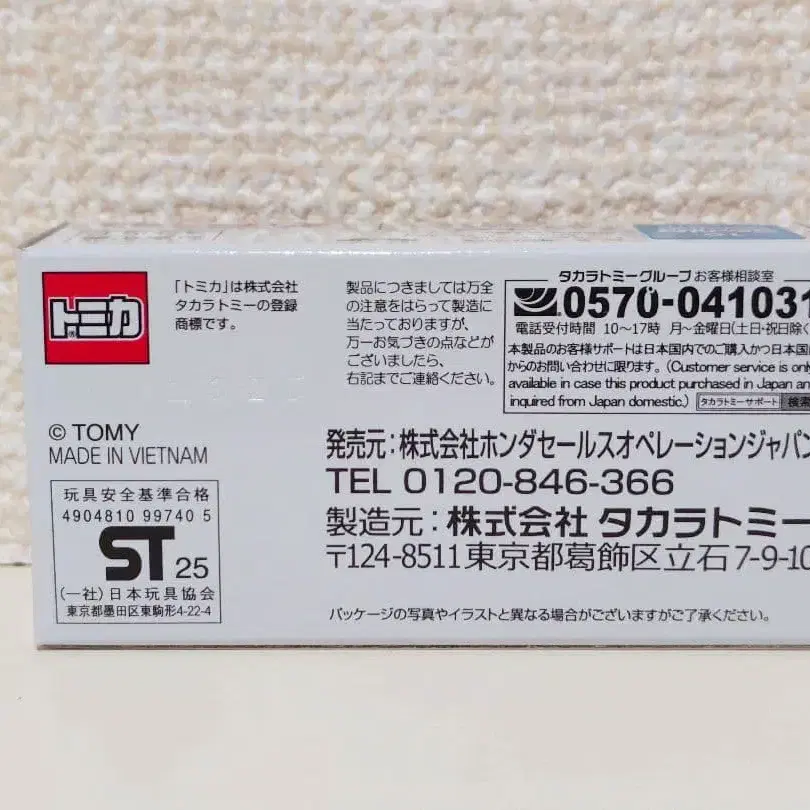 トミカ
「トミカ」は株式会社
タカラトミーの登録
商標です。
製品につきましては万全
の注意をはらって製造に
当たっておりますが、
万一お気づきの点などが
ございましたら、
右記までご連絡ください。
タカラトミーグループ お客様相談室
0570-041031
電話受付時間 10〜17時 月〜金曜日(土日・祝日除く
本製品のお客様サポートは日本国内でのご購入かつ日本国
からのお問い合わせに限ります。(Customer service is only
available in case this product purchased in Japan an
inquired from Japan domestic.) タカラトミーサポート 検索
© TOMY
MADE IN VIETNAM
発売元:株式会社ホンダセールスオペレーションジャパン
TEL 0120-846-366
製造元:株式会社 タカラトミー
〒124-8511 東京都葛飾区立石7-9-10
玩具安全基準合格
4904810 99740 5
ST 25
(一社)日本玩具協会
東京都墨田区東駒形4-22-4
パッケージの写真やイラストと異なる場合がございますがご了承ください。